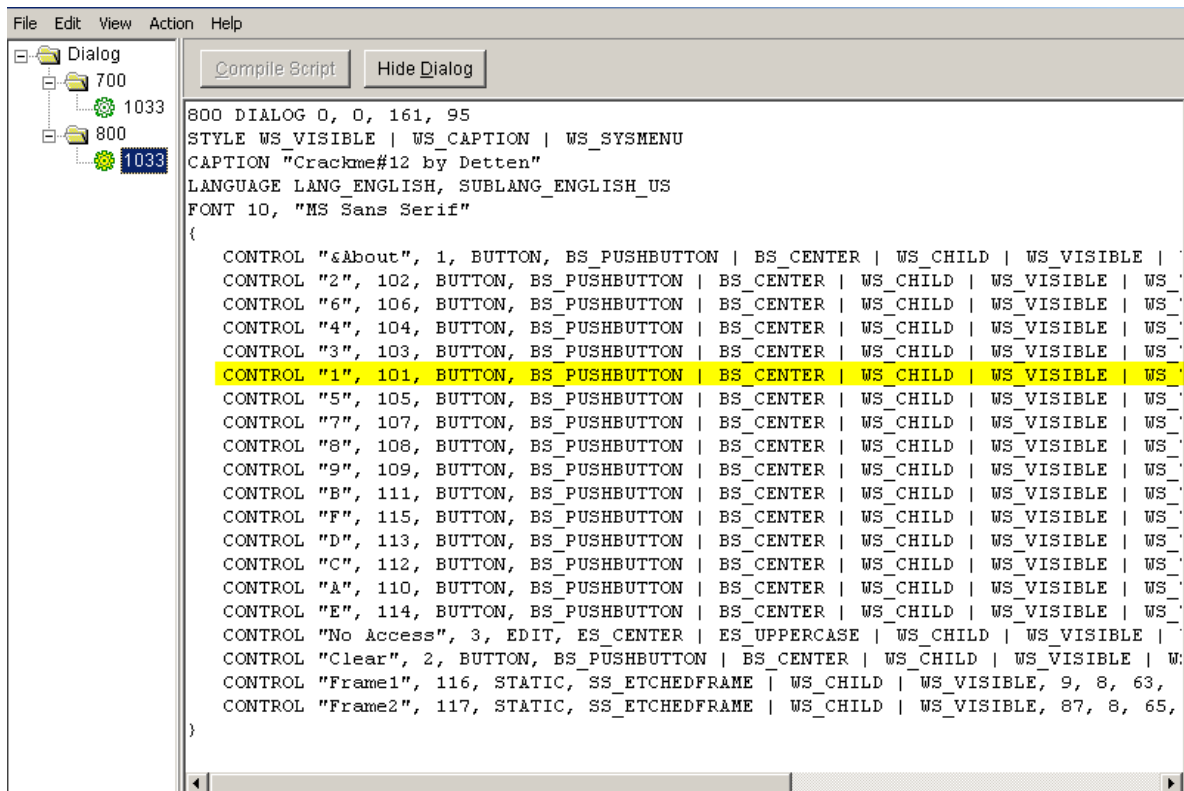 File Edit View Action Help
Dialog
700
1033
800
1033
Compile Script Hide Dialog
800 DIALOG 0, 0, 161, 95
STYLE WS_VISIBLE | WS_CAPTION | WS_SYSMENU
CAPTION "Crackme#12 by Detten"
LANGUAGE LANG_ENGLISH, SUBLANG_ENGLISH_US
FONT 10, "MS Sans Serif"
{
CONTROL "&About", 1, BUTTON, BS_PUSHBUTTON | BS_CENTER | WS_CHILD | WS_VISIBLE |
CONTROL "2", 102, BUTTON, BS_PUSHBUTTON | BS_CENTER | WS_CHILD | WS_VISIBLE | WS_
CONTROL "6", 106, BUTTON, BS_PUSHBUTTON | BS_CENTER | WS_CHILD | WS_VISIBLE | WS_
CONTROL "4", 104, BUTTON, BS_PUSHBUTTON | BS_CENTER | WS_CHILD | WS_VISIBLE | WS_
CONTROL "3", 103, BUTTON, BS_PUSHBUTTON | BS_CENTER | WS_CHILD | WS_VISIBLE | WS_
CONTROL "1", 101, BUTTON, BS_PUSHBUTTON | BS_CENTER | WS_CHILD | WS_VISIBLE | WS_
CONTROL "5", 105, BUTTON, BS_PUSHBUTTON | BS_CENTER | WS_CHILD | WS_VISIBLE | WS_
CONTROL "7", 107, BUTTON, BS_PUSHBUTTON | BS_CENTER | WS_CHILD | WS_VISIBLE | WS_
CONTROL "8", 108, BUTTON, BS_PUSHBUTTON | BS_CENTER | WS_CHILD | WS_VISIBLE | WS_
CONTROL "9", 109, BUTTON, BS_PUSHBUTTON | BS_CENTER | WS_CHILD | WS_VISIBLE | WS_
CONTROL "B", 111, BUTTON, BS_PUSHBUTTON | BS_CENTER | WS_CHILD | WS_VISIBLE | WS_
CONTROL "F", 115, BUTTON, BS_PUSHBUTTON | BS_CENTER | WS_CHILD | WS_VISIBLE | WS_
CONTROL "D", 113, BUTTON, BS_PUSHBUTTON | BS_CENTER | WS_CHILD | WS_VISIBLE | WS_
CONTROL "C", 112, BUTTON, BS_PUSHBUTTON | BS_CENTER | WS_CHILD | WS_VISIBLE | WS_
CONTROL "A", 110, BUTTON, BS_PUSHBUTTON | BS_CENTER | WS_CHILD | WS_VISIBLE | WS_
CONTROL "E", 114, BUTTON, BS_PUSHBUTTON | BS_CENTER | WS_CHILD | WS_VISIBLE | WS_
CONTROL "No Access", 3, EDIT, ES_CENTER | ES_UPPERCASE | WS_CHILD | WS_VISIBLE |
CONTROL "Clear", 2, BUTTON, BS_PUSHBUTTON | BS_CENTER | WS_CHILD | WS_VISIBLE |
CONTROL "Frame1", 116, STATIC, SS_ETCHEDFRAME | WS_CHILD | WS_VISIBLE, 9, 8, 63,
CONTROL "Frame2", 117, STATIC, SS_ETCHEDFRAME | WS_CHILD | WS_VISIBLE, 87, 8, 65,
}